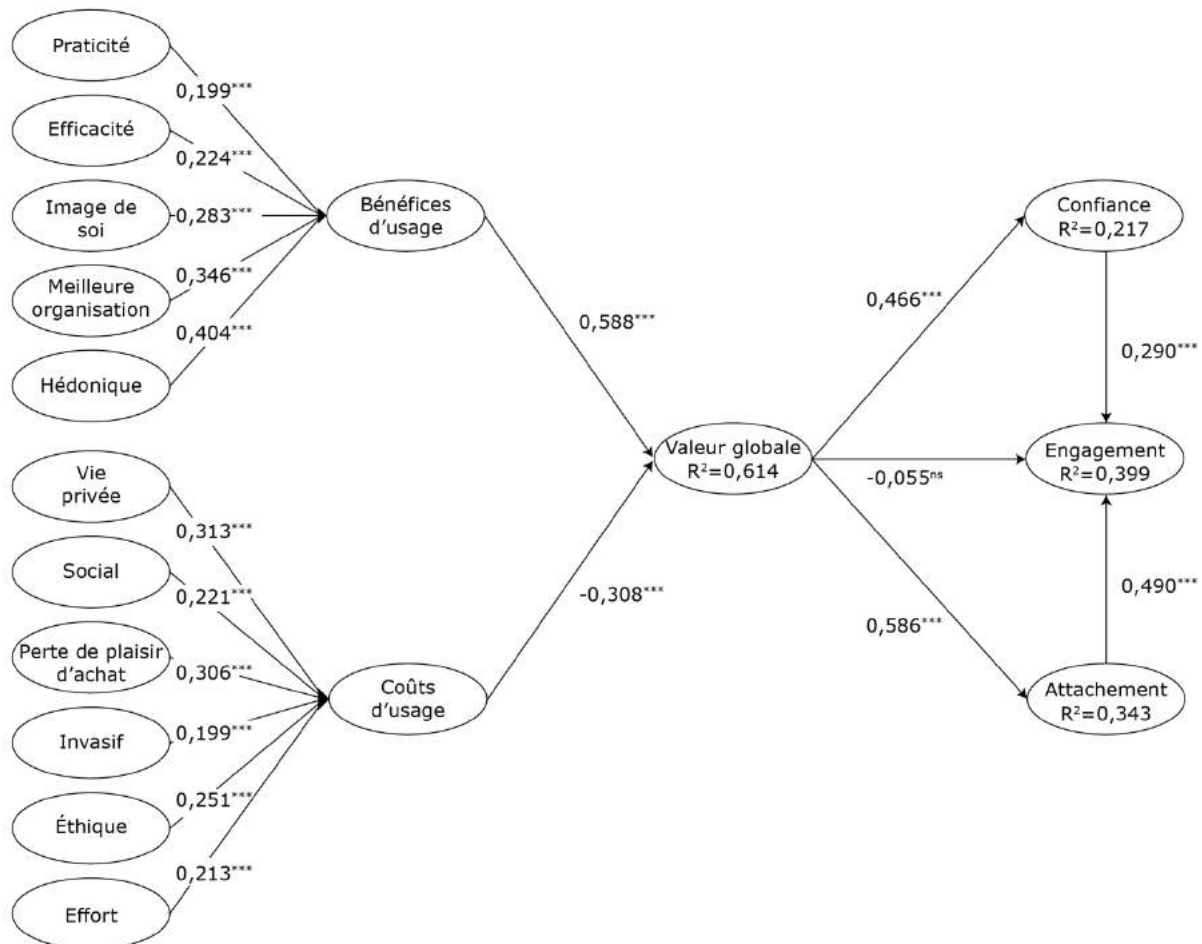 Praticité
0,199***
Efficacité
0,224***
Image de
soi
0,283***
Bénéfices
d'usage
Confiance
R²=0,217
Meilleure
organisation
0,346***
0,404***
Hédonique
0,588***
0,466***
0,290***
Valeur globale
R²=0,614
-0,055ns
Engagement
R²=0,399
Vie
privée
0,313***
Social
0,221***
-0,308***
0,586***
0,490***
Perte de plaisir
d'achat
0,306***
Coûts
d'usage
Attachement
R²=0,343
Invasif
0,199***
Éthique
0,251***
0,213***
Effort